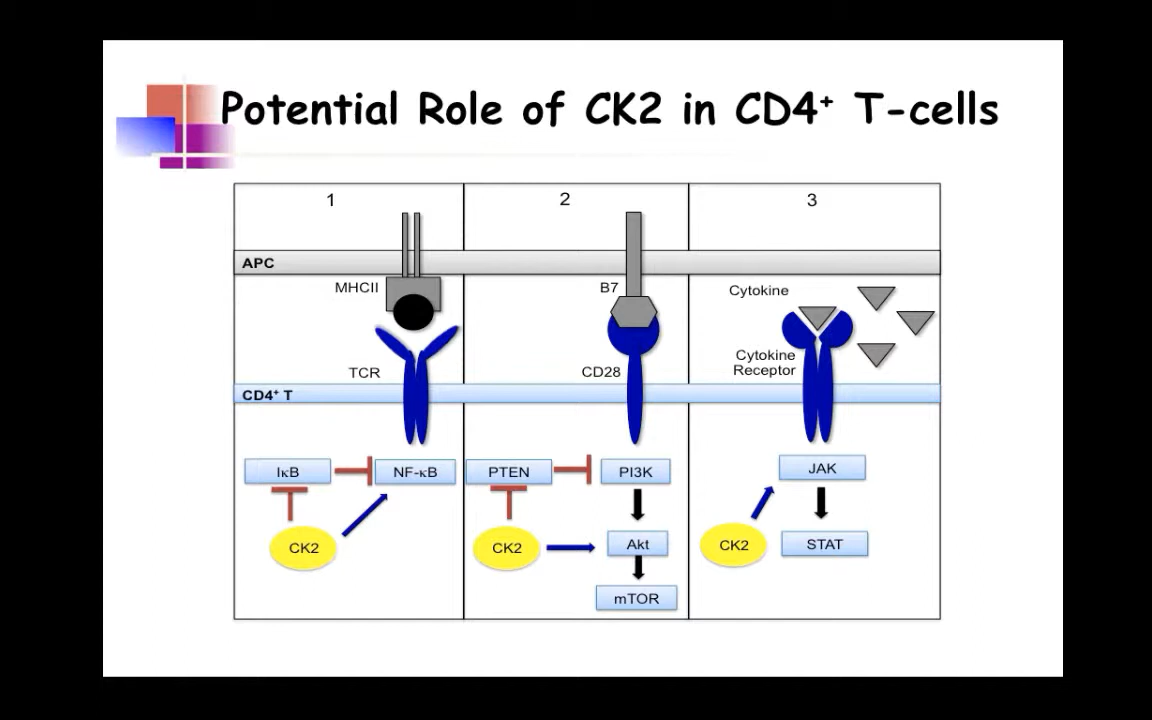 Potential Role of CK2 in CD4⁺ T-cells
1
2
3
APC
MHCII
B7
Cytokine
TCR
CD28
Cytokine
Receptor
CD4⁺ T
IκB
NF-κB
PTEN
PI3K
JAK
CK2
CK2
Akt
CK2
STAT
mTOR